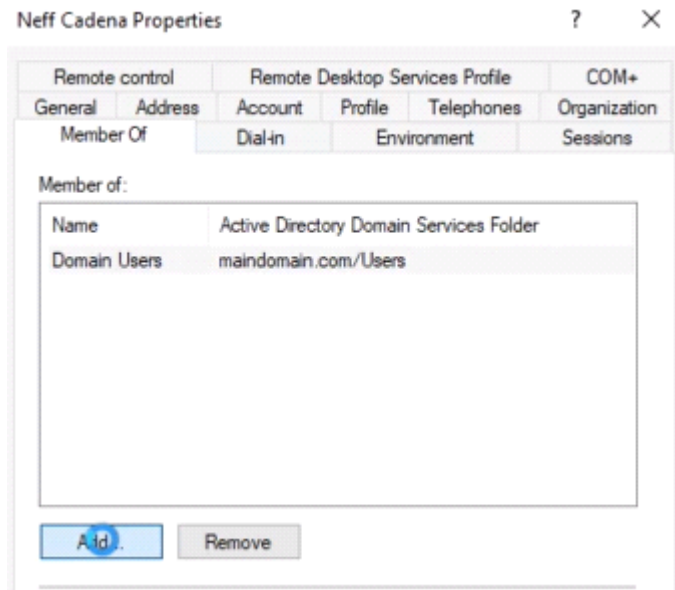 Neff Cadena Properties ? ×
Remote control Remote Desktop Services Profile COM+
General Address Account Profile Telephones Organization
Member Of Dial-in Environment Sessions
Member of:
Name Active Directory Domain Services Folder
Domain Users maindomain.com/Users
Add... Remove